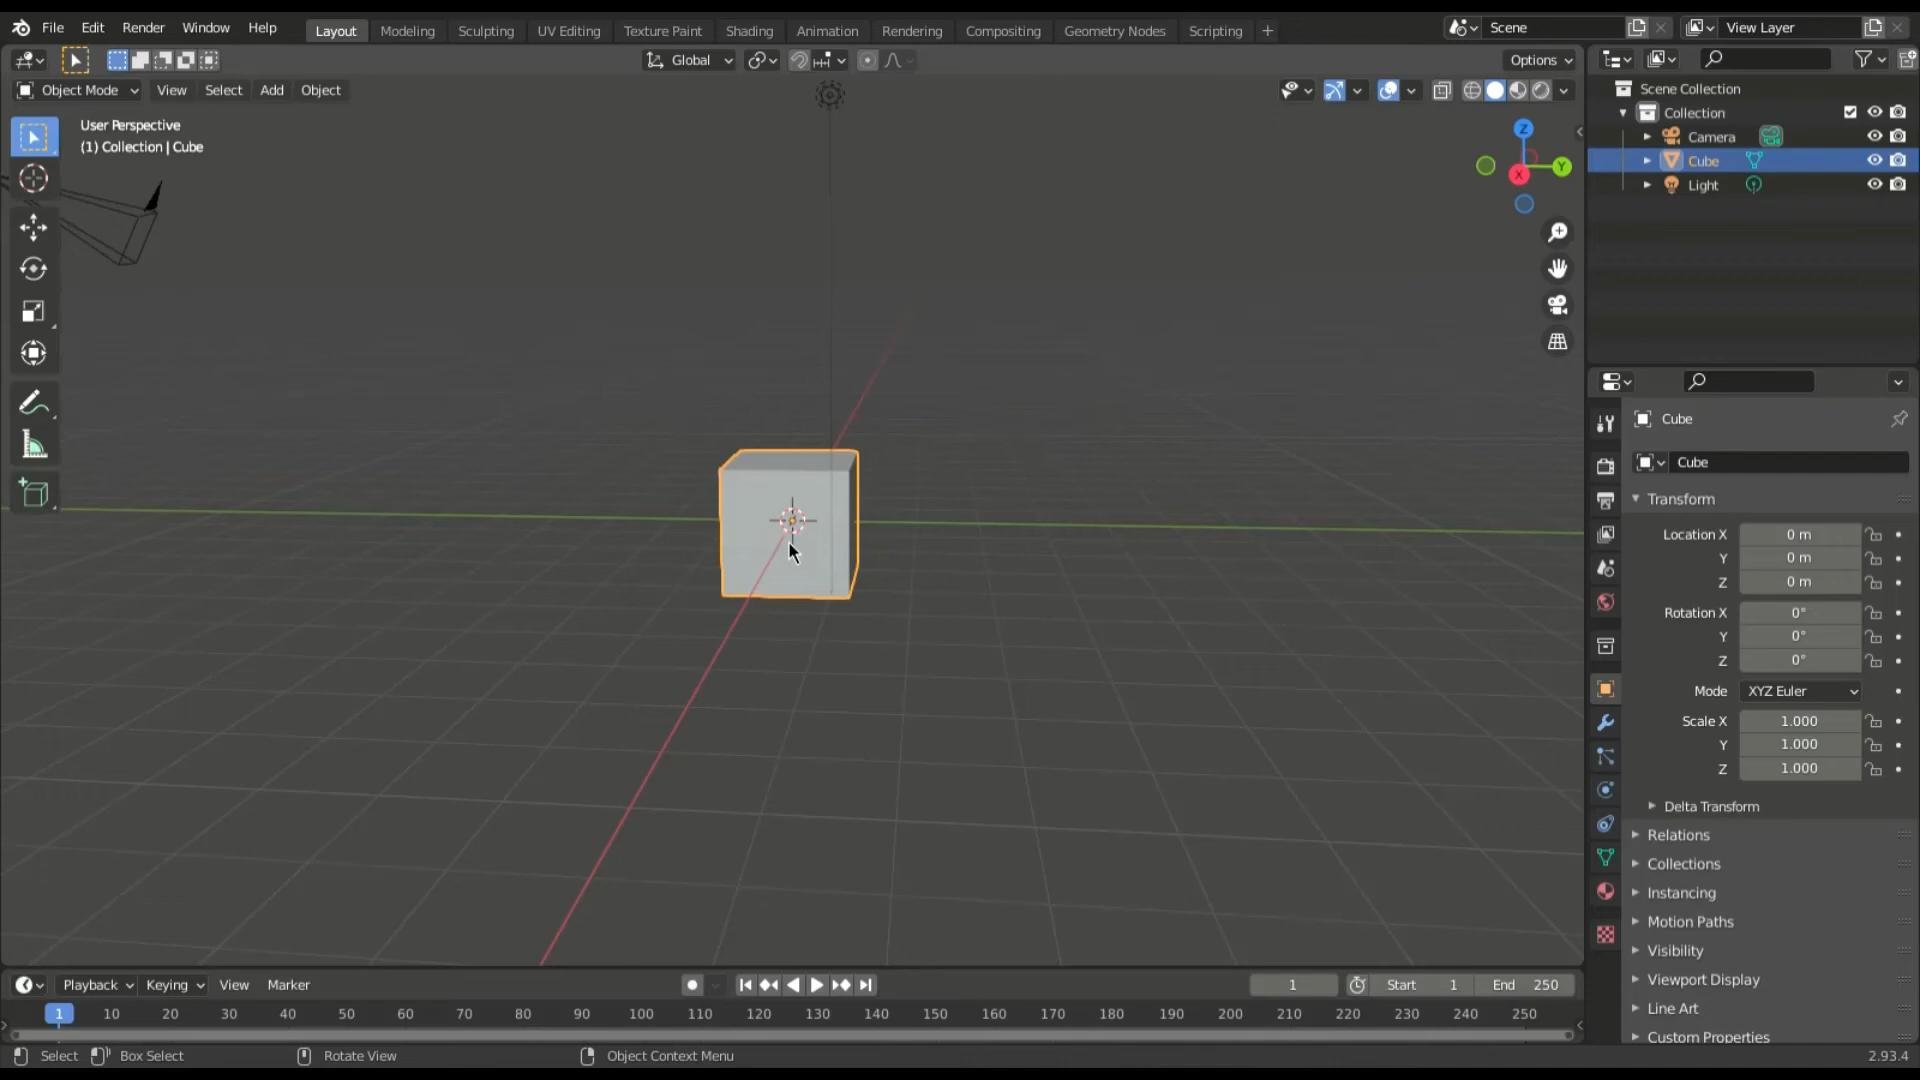 File Edit Render Window Help Layout Modeling Sculpting UV Editing Texture Paint Shading Animation Rendering Compositing Geometry Nodes Scripting + Scene View Layer
Global Options
Object Mode View Select Add Object
User Perspective
(1) Collection | Cube
Z
Y
X
Scene Collection
Collection
Camera
Cube
Light
Cube
Cube
Transform
Location X 0 m
Y 0 m
Z 0 m
Rotation X 0°
Y 0°
Z 0°
Mode XYZ Euler
Scale X 1.000
Y 1.000
Z 1.000
Delta Transform
Relations
Collections
Instancing
Motion Paths
Visibility
Viewport Display
Line Art
Custom Properties
Playback Keying View Marker 1 Start 1 End 250
1 10 20 30 40 50 60 70 80 90 100 110 120 130 140 150 160 170 180 190 200 210 220 230 240 250
Select Box Select Rotate View Object Context Menu 2.93.4